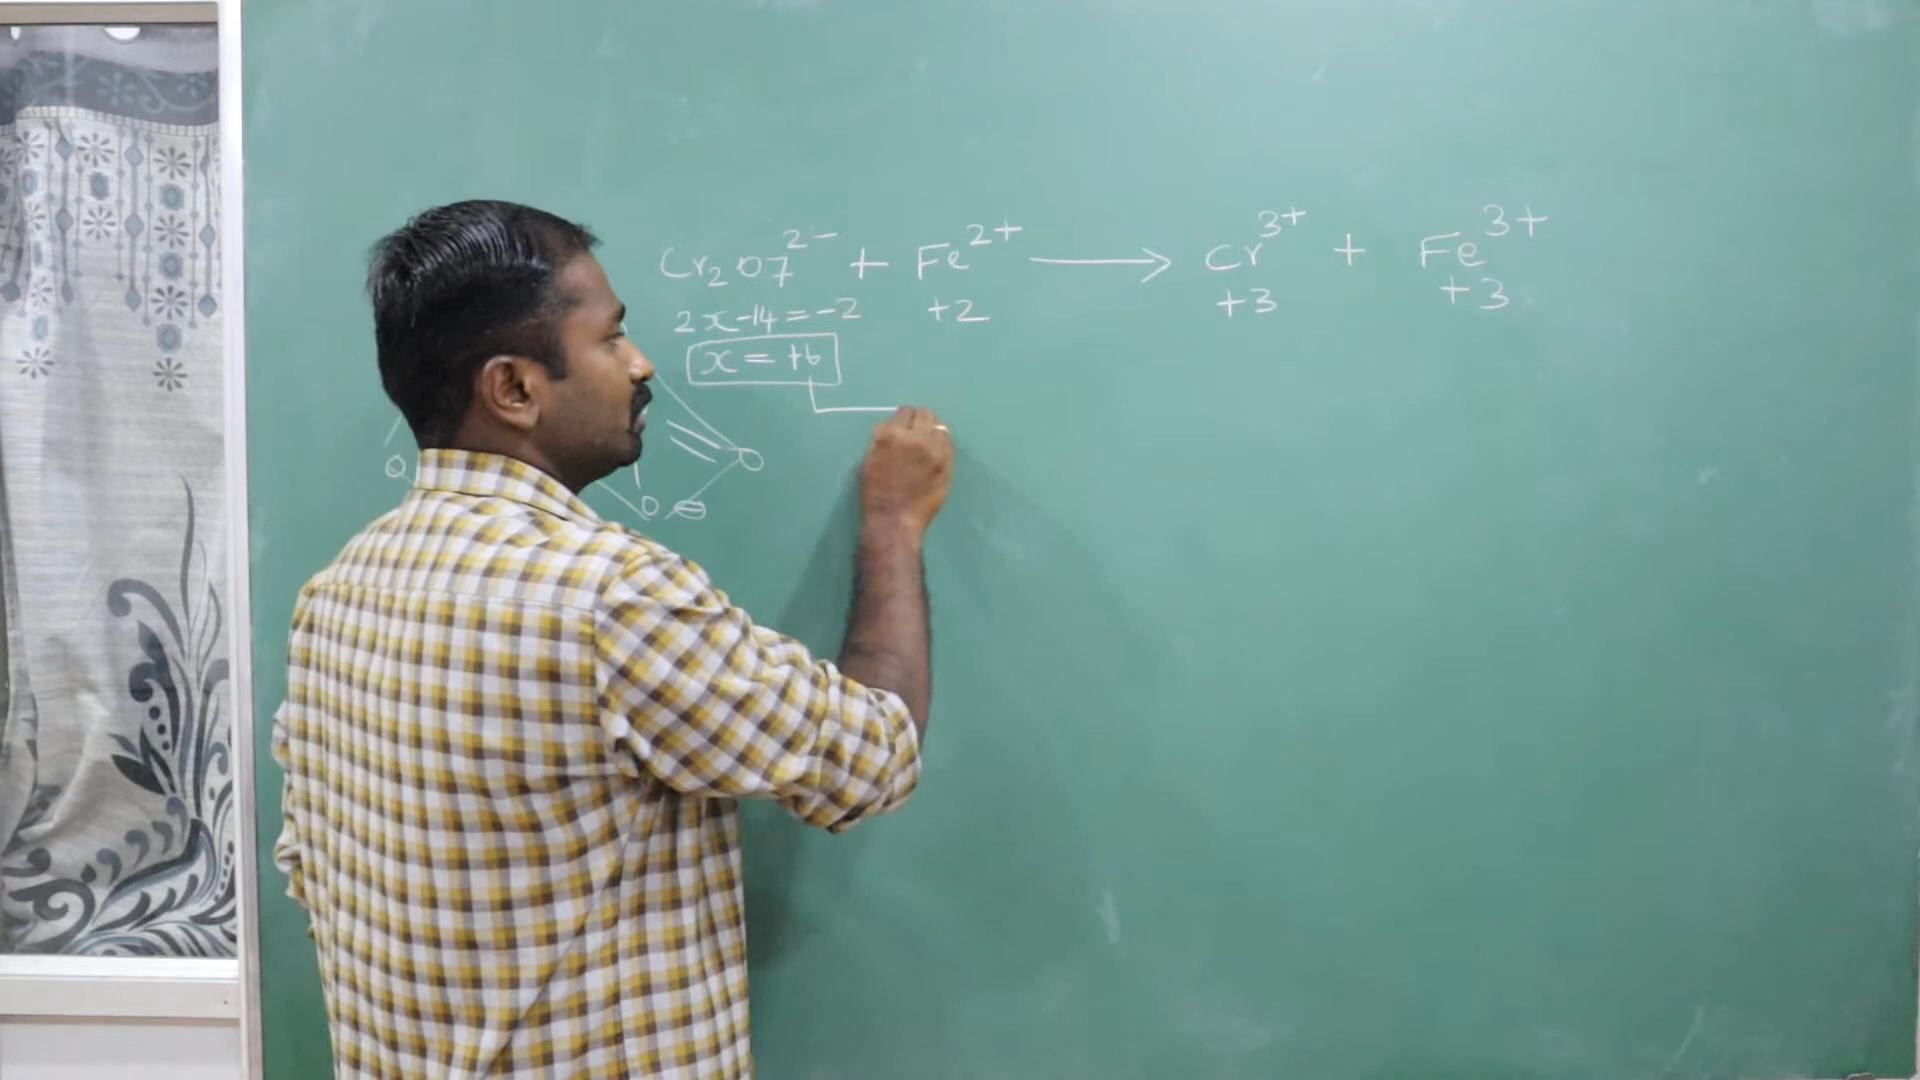 Cr₂O7²⁻ + Fe²⁺ ⟶ Cr³⁺ + Fe³⁺
2x-14=-2 +2 +3 +3
x = +6
O O
O ⊖